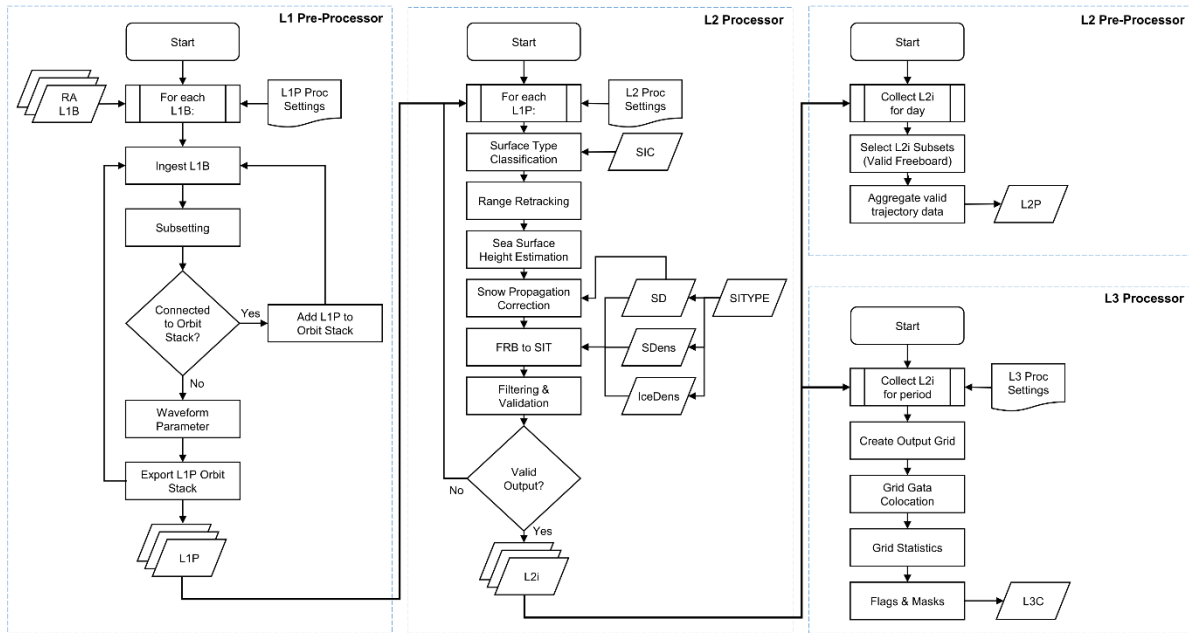 L1 Pre-Processor
Start
RA
L1B
For each
L1B:
L1P Proc
Settings
Ingest L1B
Subsetting
Connected
to Orbit
Stack?
Yes
Add L1P to
Orbit Stack
No
Waveform
Parameter
Export L1P Orbit
Stack
L1P
L2 Processor
Start
For each
L1P:
L2 Proc
Settings
Surface Type
Classification
SIC
Range Retracking
Sea Surface
Height Estimation
Snow Propagation
Correction
SD
SITYPE
FRB to SIT
SDens
Filtering &
Validation
IceDens
Valid
Output?
No
Yes
L2i
L2 Pre-Processor
Start
Collect L2i
for day
Select L2i Subsets
(Valid Freeboard)
Aggregate valid
trajectory data
L2P
L3 Processor
Start
Collect L2i
for period
L3 Proc
Settings
Create Output Grid
Grid Gata
Colocation
Grid Statistics
Flags & Masks
L3C